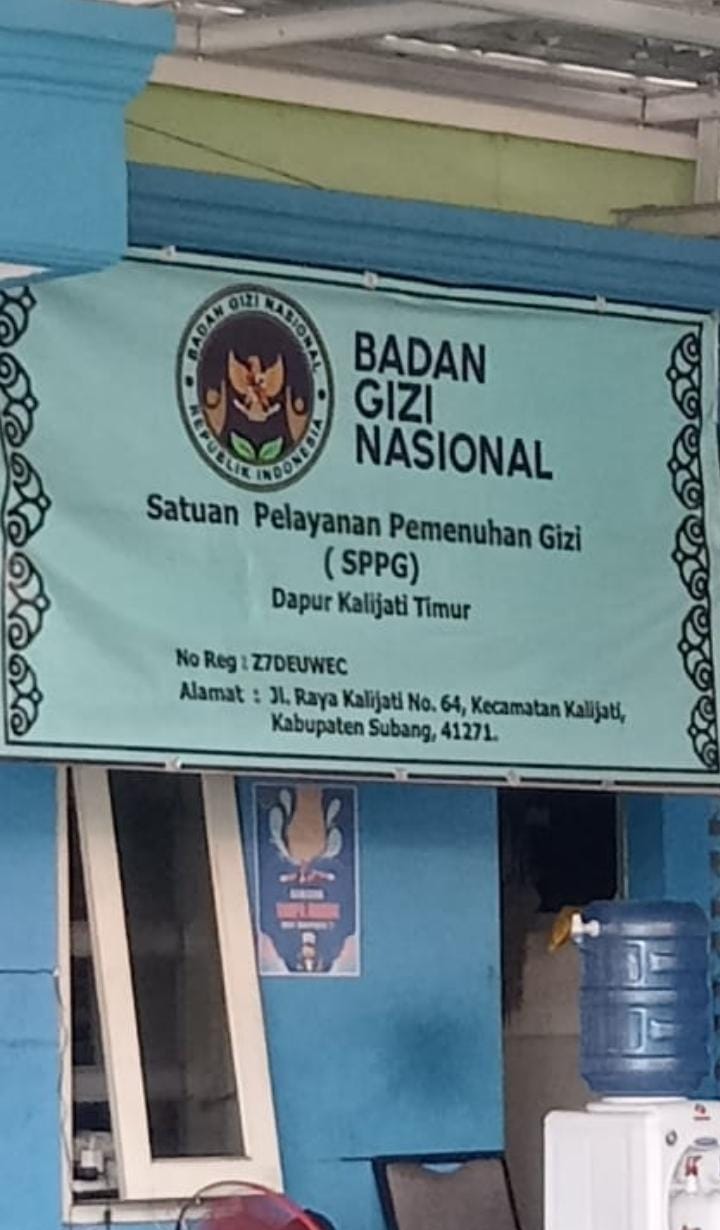 BADAN GIZI NASIONAL
REPUBLIK INDONESIA
BADAN
GIZI
NASIONAL
Satuan Pelayanan Pemenuhan Gizi
( SPPG)
Dapur Kalijati Timur
No Reg : Z7DEUWEC
Alamat : Jl. Raya Kalijati No. 64, Kecamatan Kalijati,
Kabupaten Subang, 41271.